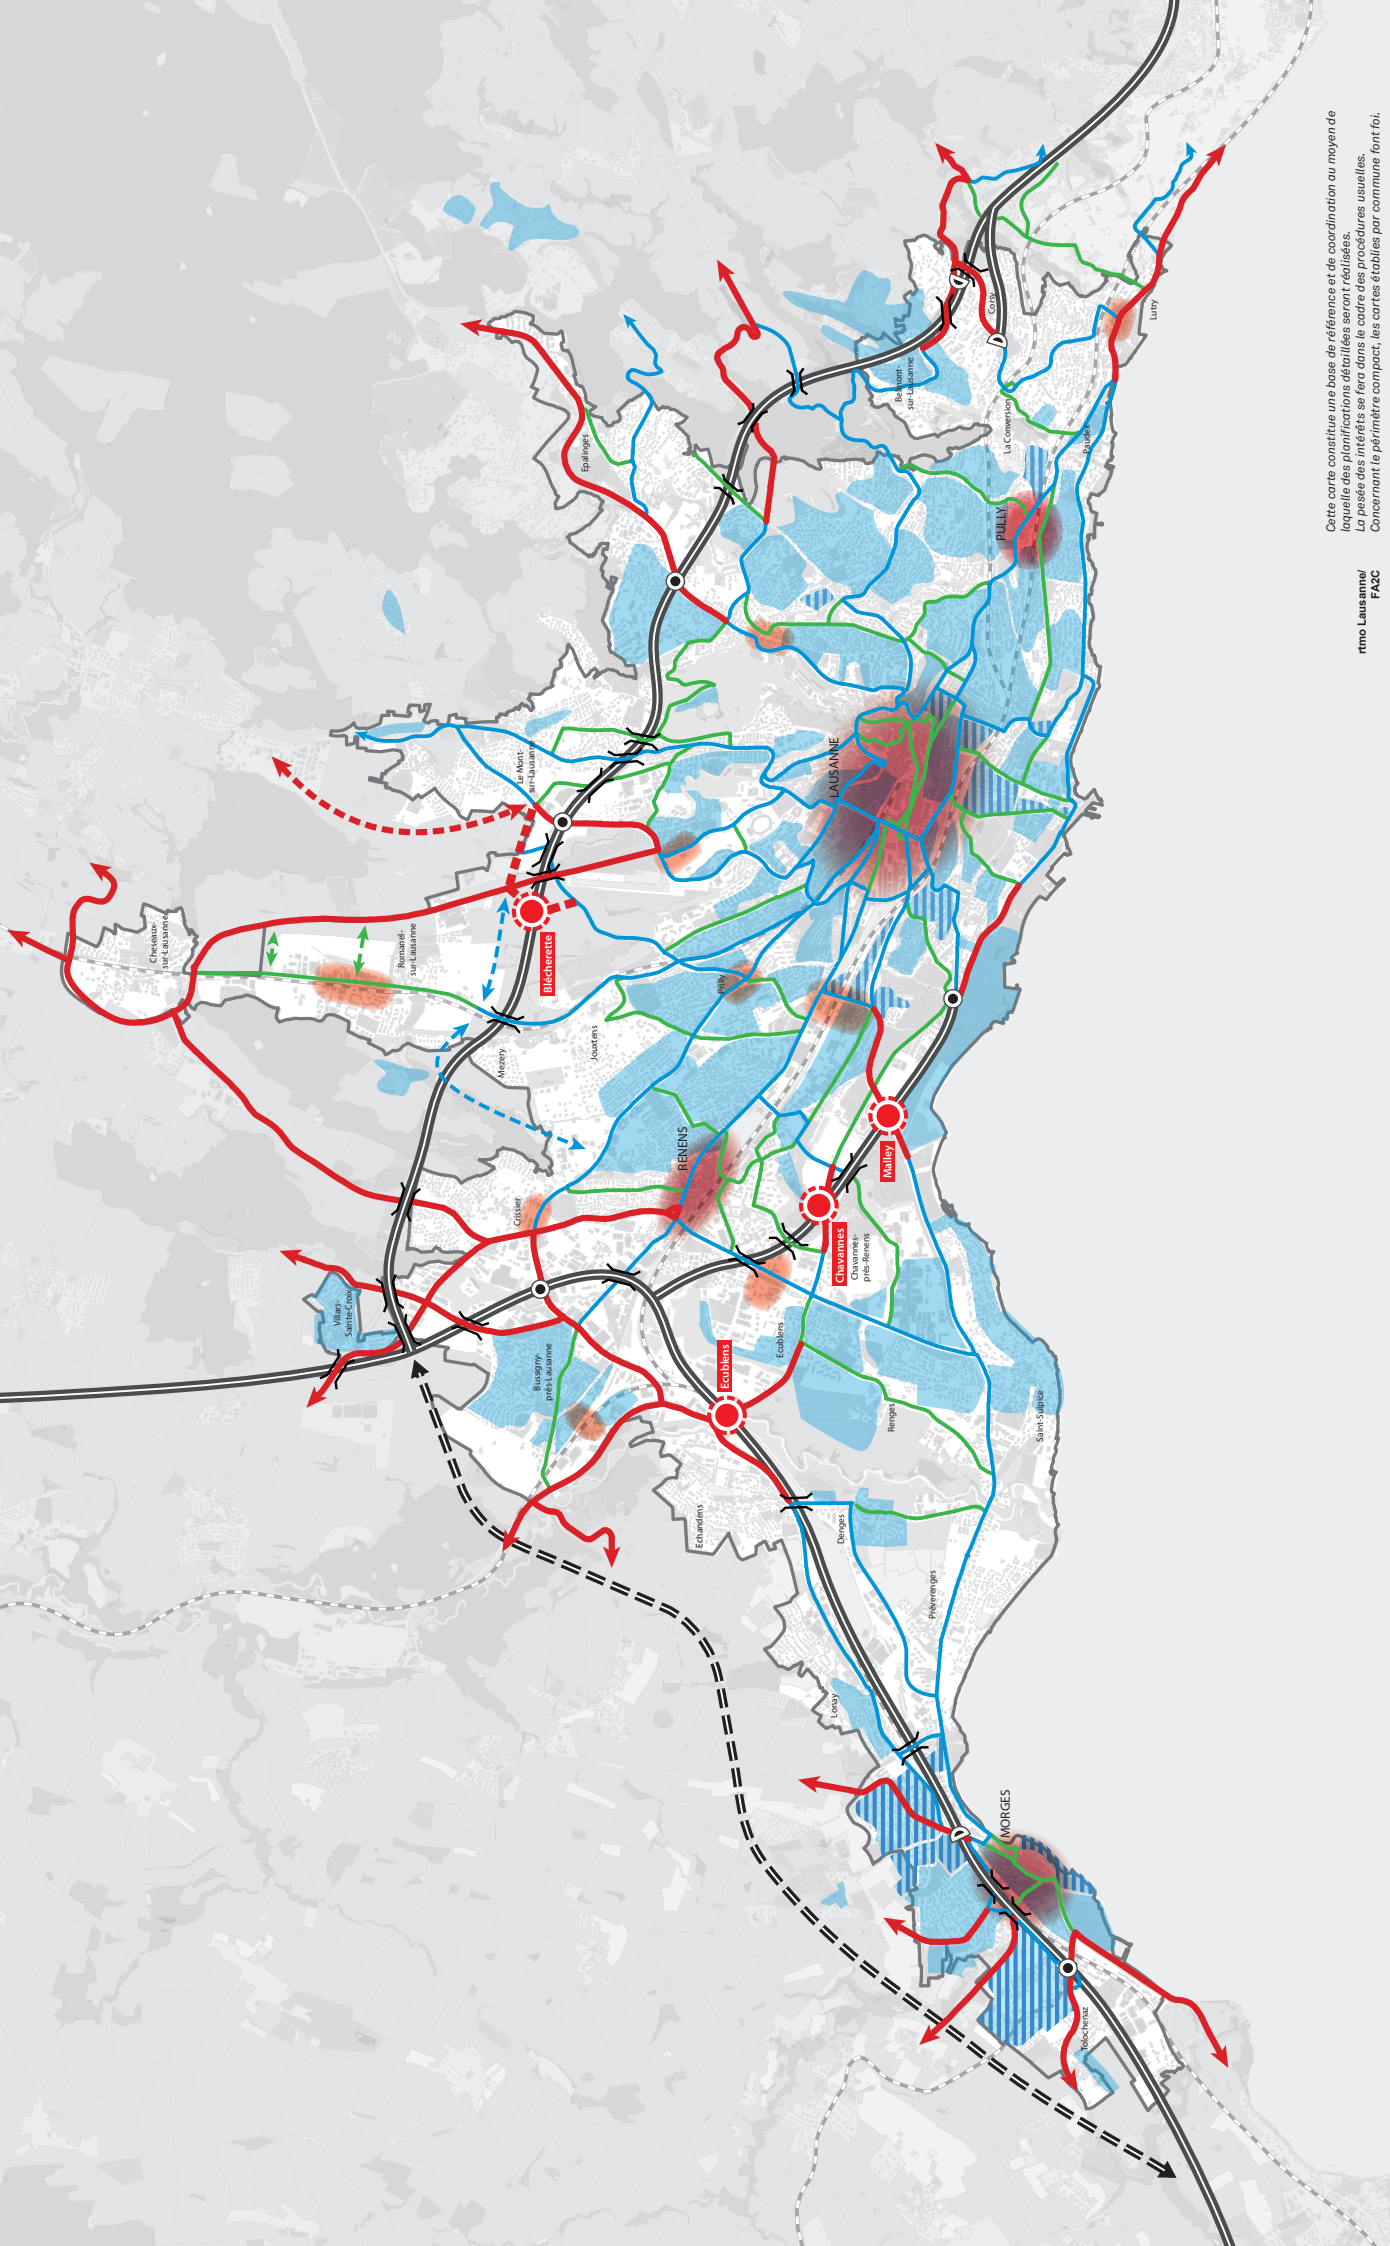 Cheseaux-
sur-Lausanne
Romanel-
sur-Lausanne
Le Mont-
sur-Lausanne
Epalinges
Blécherette
Mezery
Jouxtens
Prilly
LAUSANNE
Belmont-
sur-Lausanne
Corsy
La Conversion
Paudex
PULLY
Lutry
Crissier
RENENS
Villars-
Sainte-Croix
Bussigny-
près-Lausanne
Ecublens
Ecublens
Chavannes
Chavannes-
près-Renens
Malley
Renges
Saint-Sulpice
Echandens
Denges
Préverenges
Lonay
MORGES
Tolochenaz
Cette carte constitue une base de référence et de coordination au moyen de
laquelle des planifications détaillées seront réalisées.
La pesée des intérêts se fera dans le cadre des procédures usuelles.
Concernant le périmètre compact, les cartes établies par commune font foi.
rtmo Lausanne/
FA2C